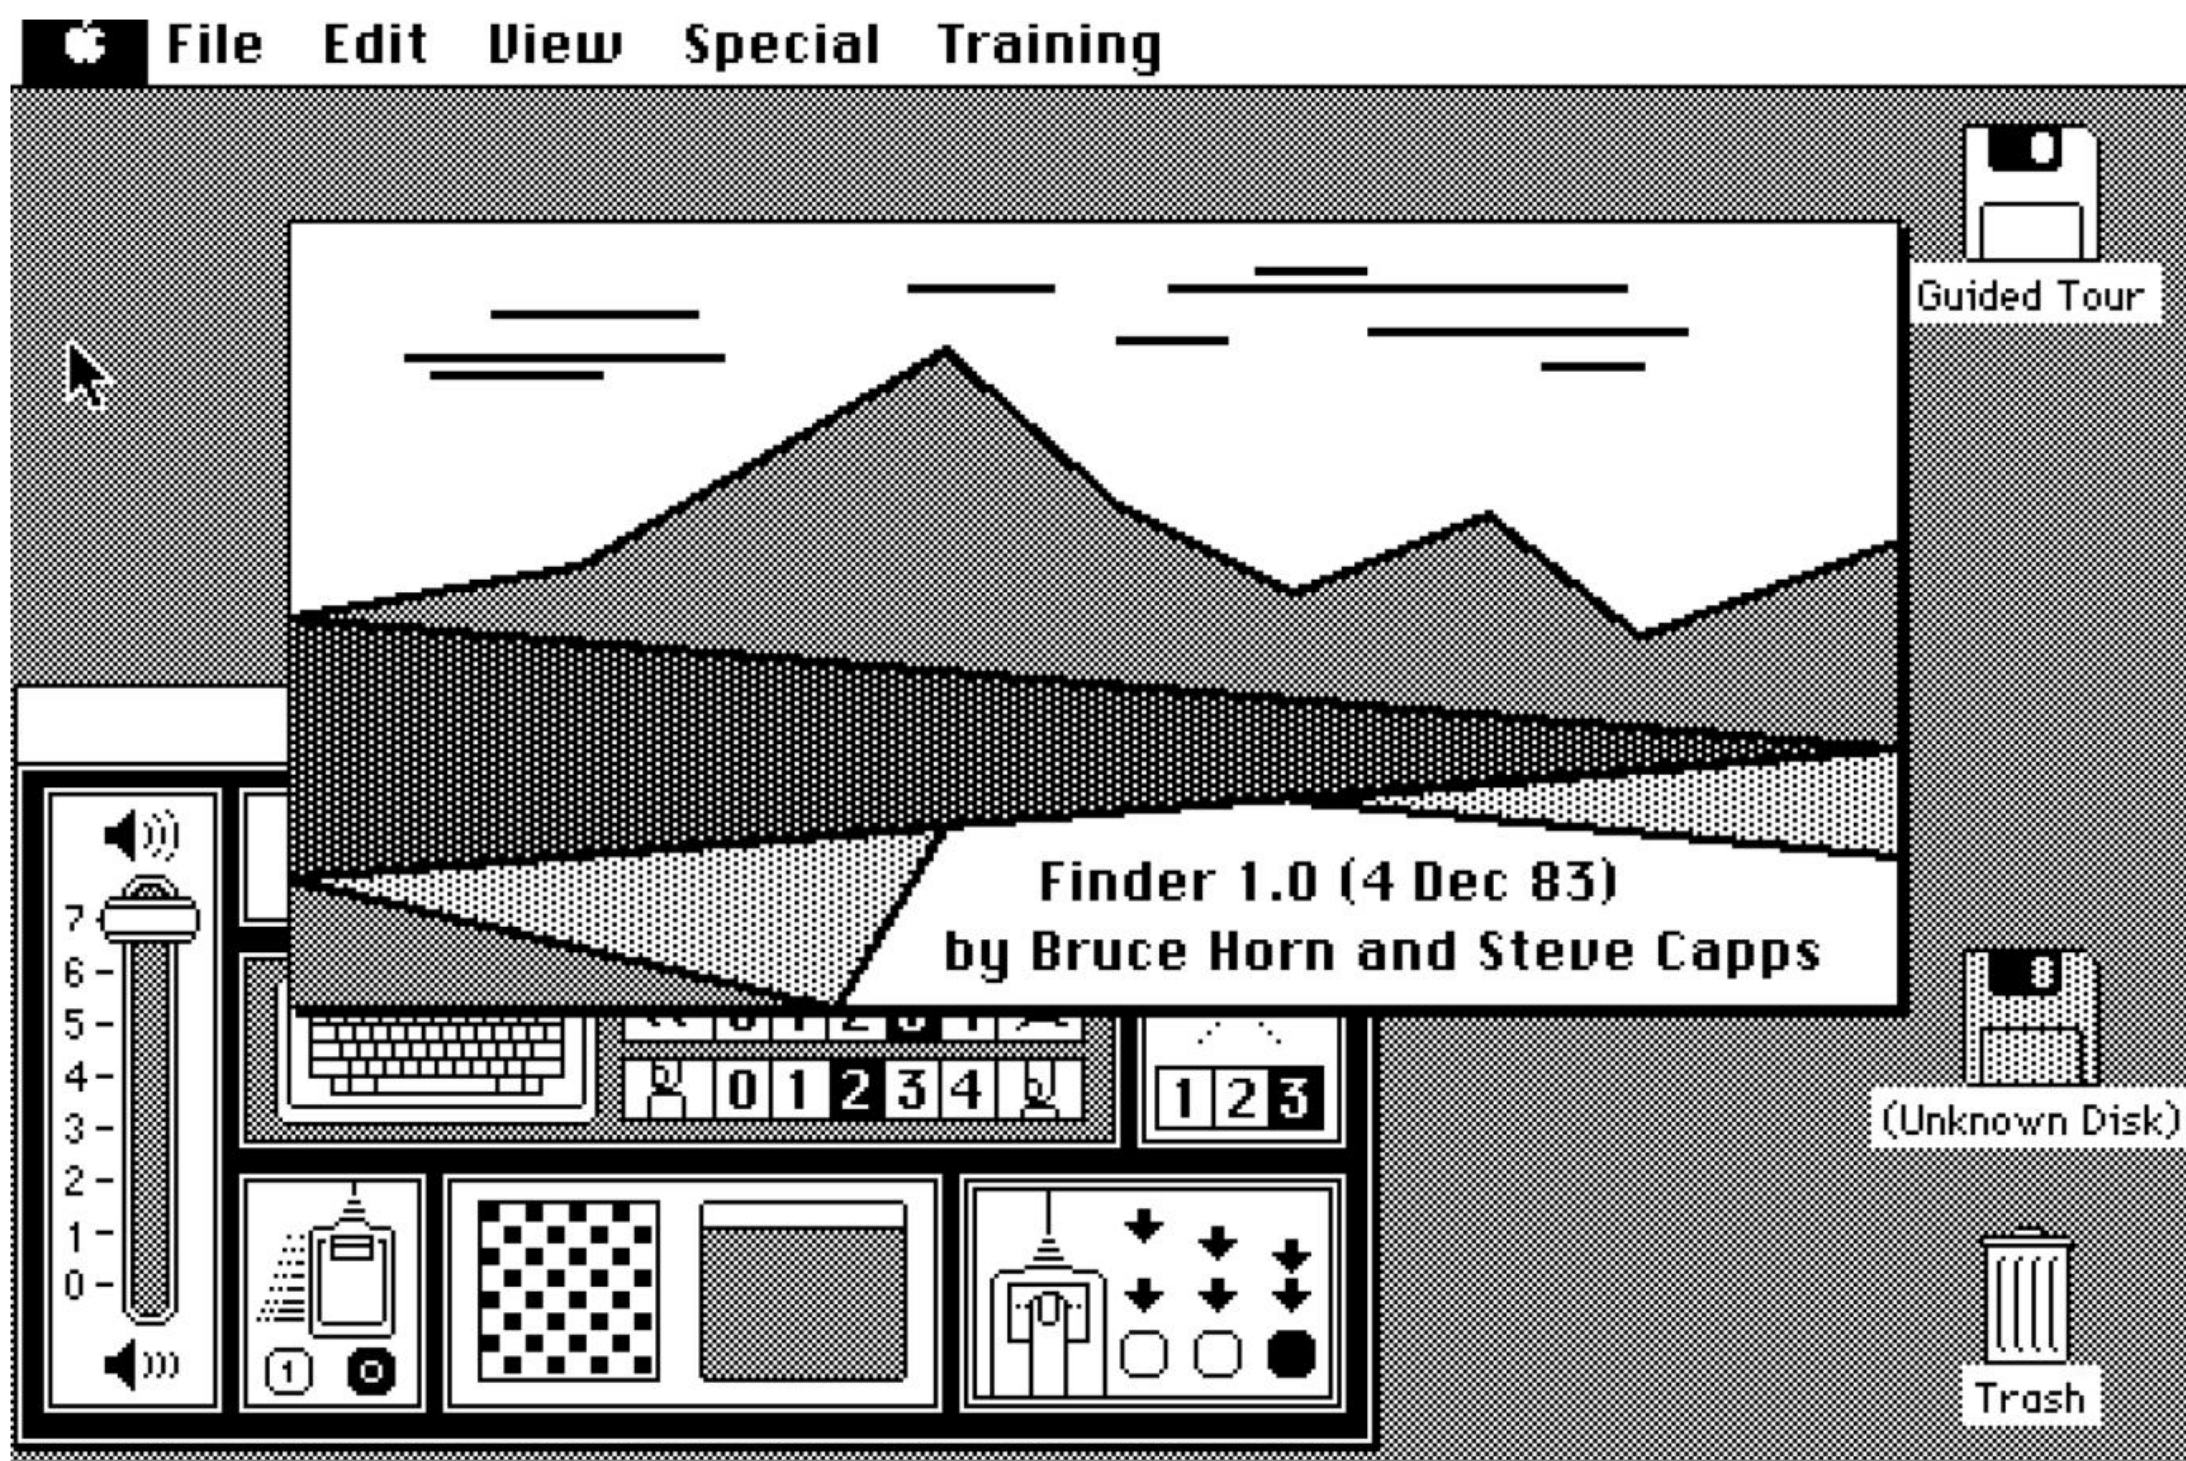 File Edit View Special Training
Guided Tour
Finder 1.0 (4 Dec 83)
by Bruce Horn and Steve Capps
7
6
5
4
3
2
1
0
0 1 2 3 4
1 2 3
(Unknown Disk)
1 0
Trash